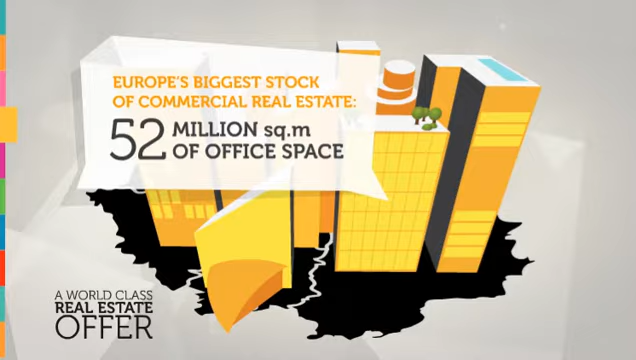 EUROPE'S BIGGEST STOCK
OF COMMERCIAL REAL ESTATE:
52 MILLION sq.m
OF OFFICE SPACE
A WORLD CLASS
REAL ESTATE
OFFER